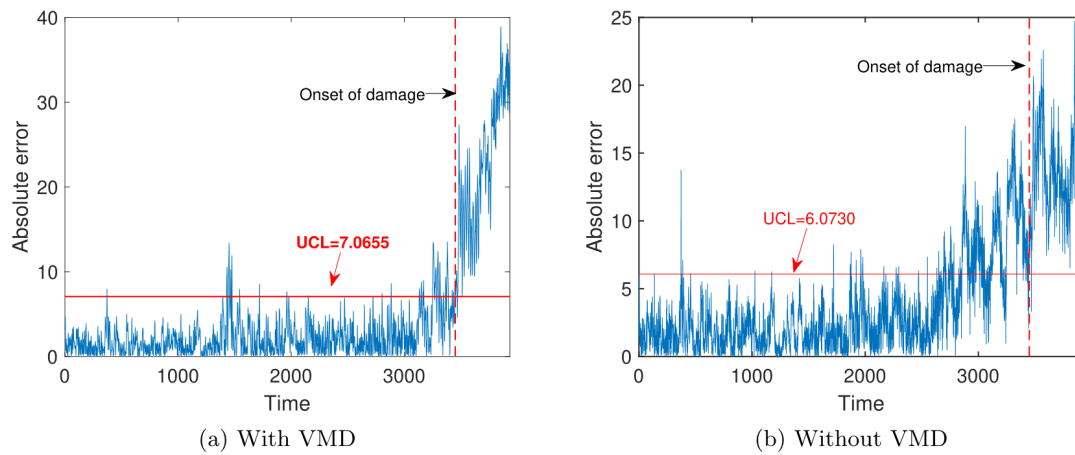 40
30
20
10
0
0
1000
2000
3000
Absolute error
Time
Onset of damage
UCL=7.0655
(a) With VMD
25
20
15
10
5
0
0
1000
2000
3000
Absolute error
Time
Onset of damage
UCL=6.0730
(b) Without VMD